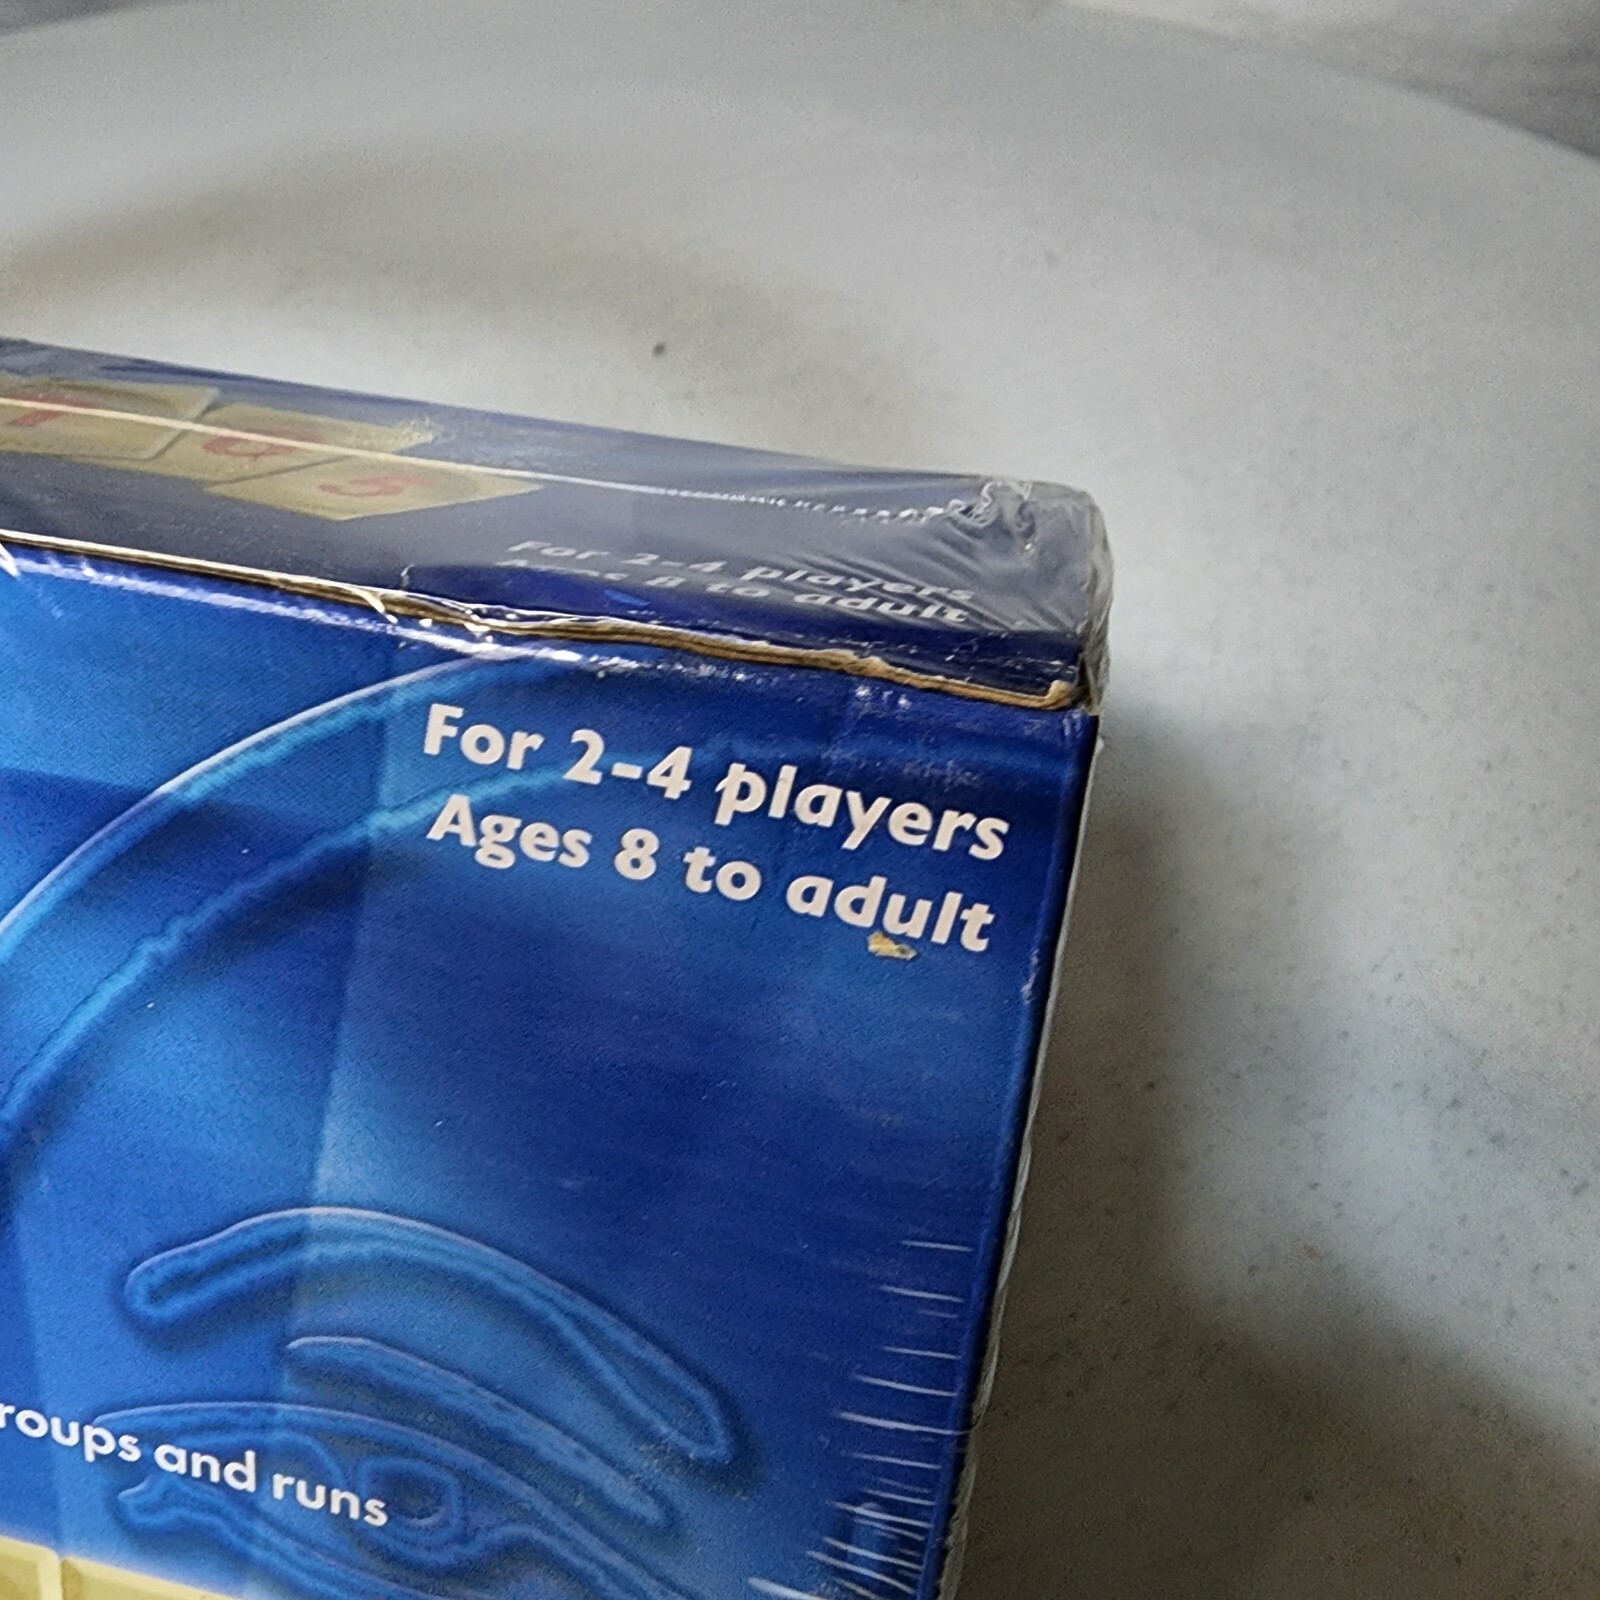 For 2-4 players
Ages 8 to adult
For 2-4 players
Ages 8 to adult
roups and runs